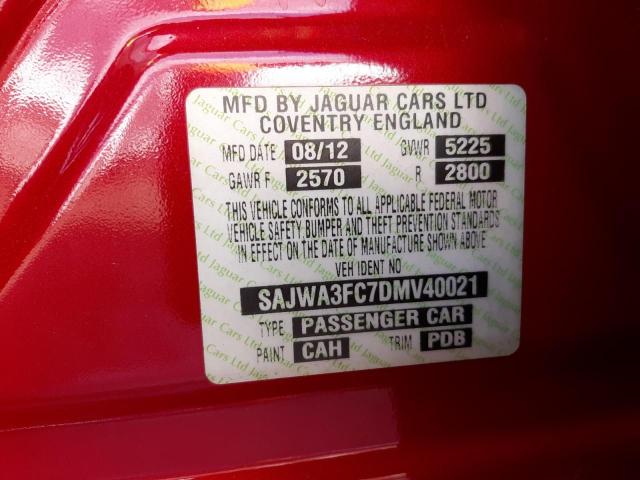 MFD BY JAGUAR CARS LTD
COVENTRY ENGLAND
MFD DATE 08/12 GVWR 5225
GAWR F 2570 R 2800
THIS VEHICLE CONFORMS TO ALL APPLICABLE FEDERAL MOTOR
VEHICLE SAFETY BUMPER AND THEFT PREVENTION STANDARDS
IN EFFECT ON THE DATE OF MANUFACTURE SHOWN ABOVE
VEH IDENT NO
SAJWA3FC7DMV40021
TYPE PASSENGER CAR
PAINT CAH TRIM PDB